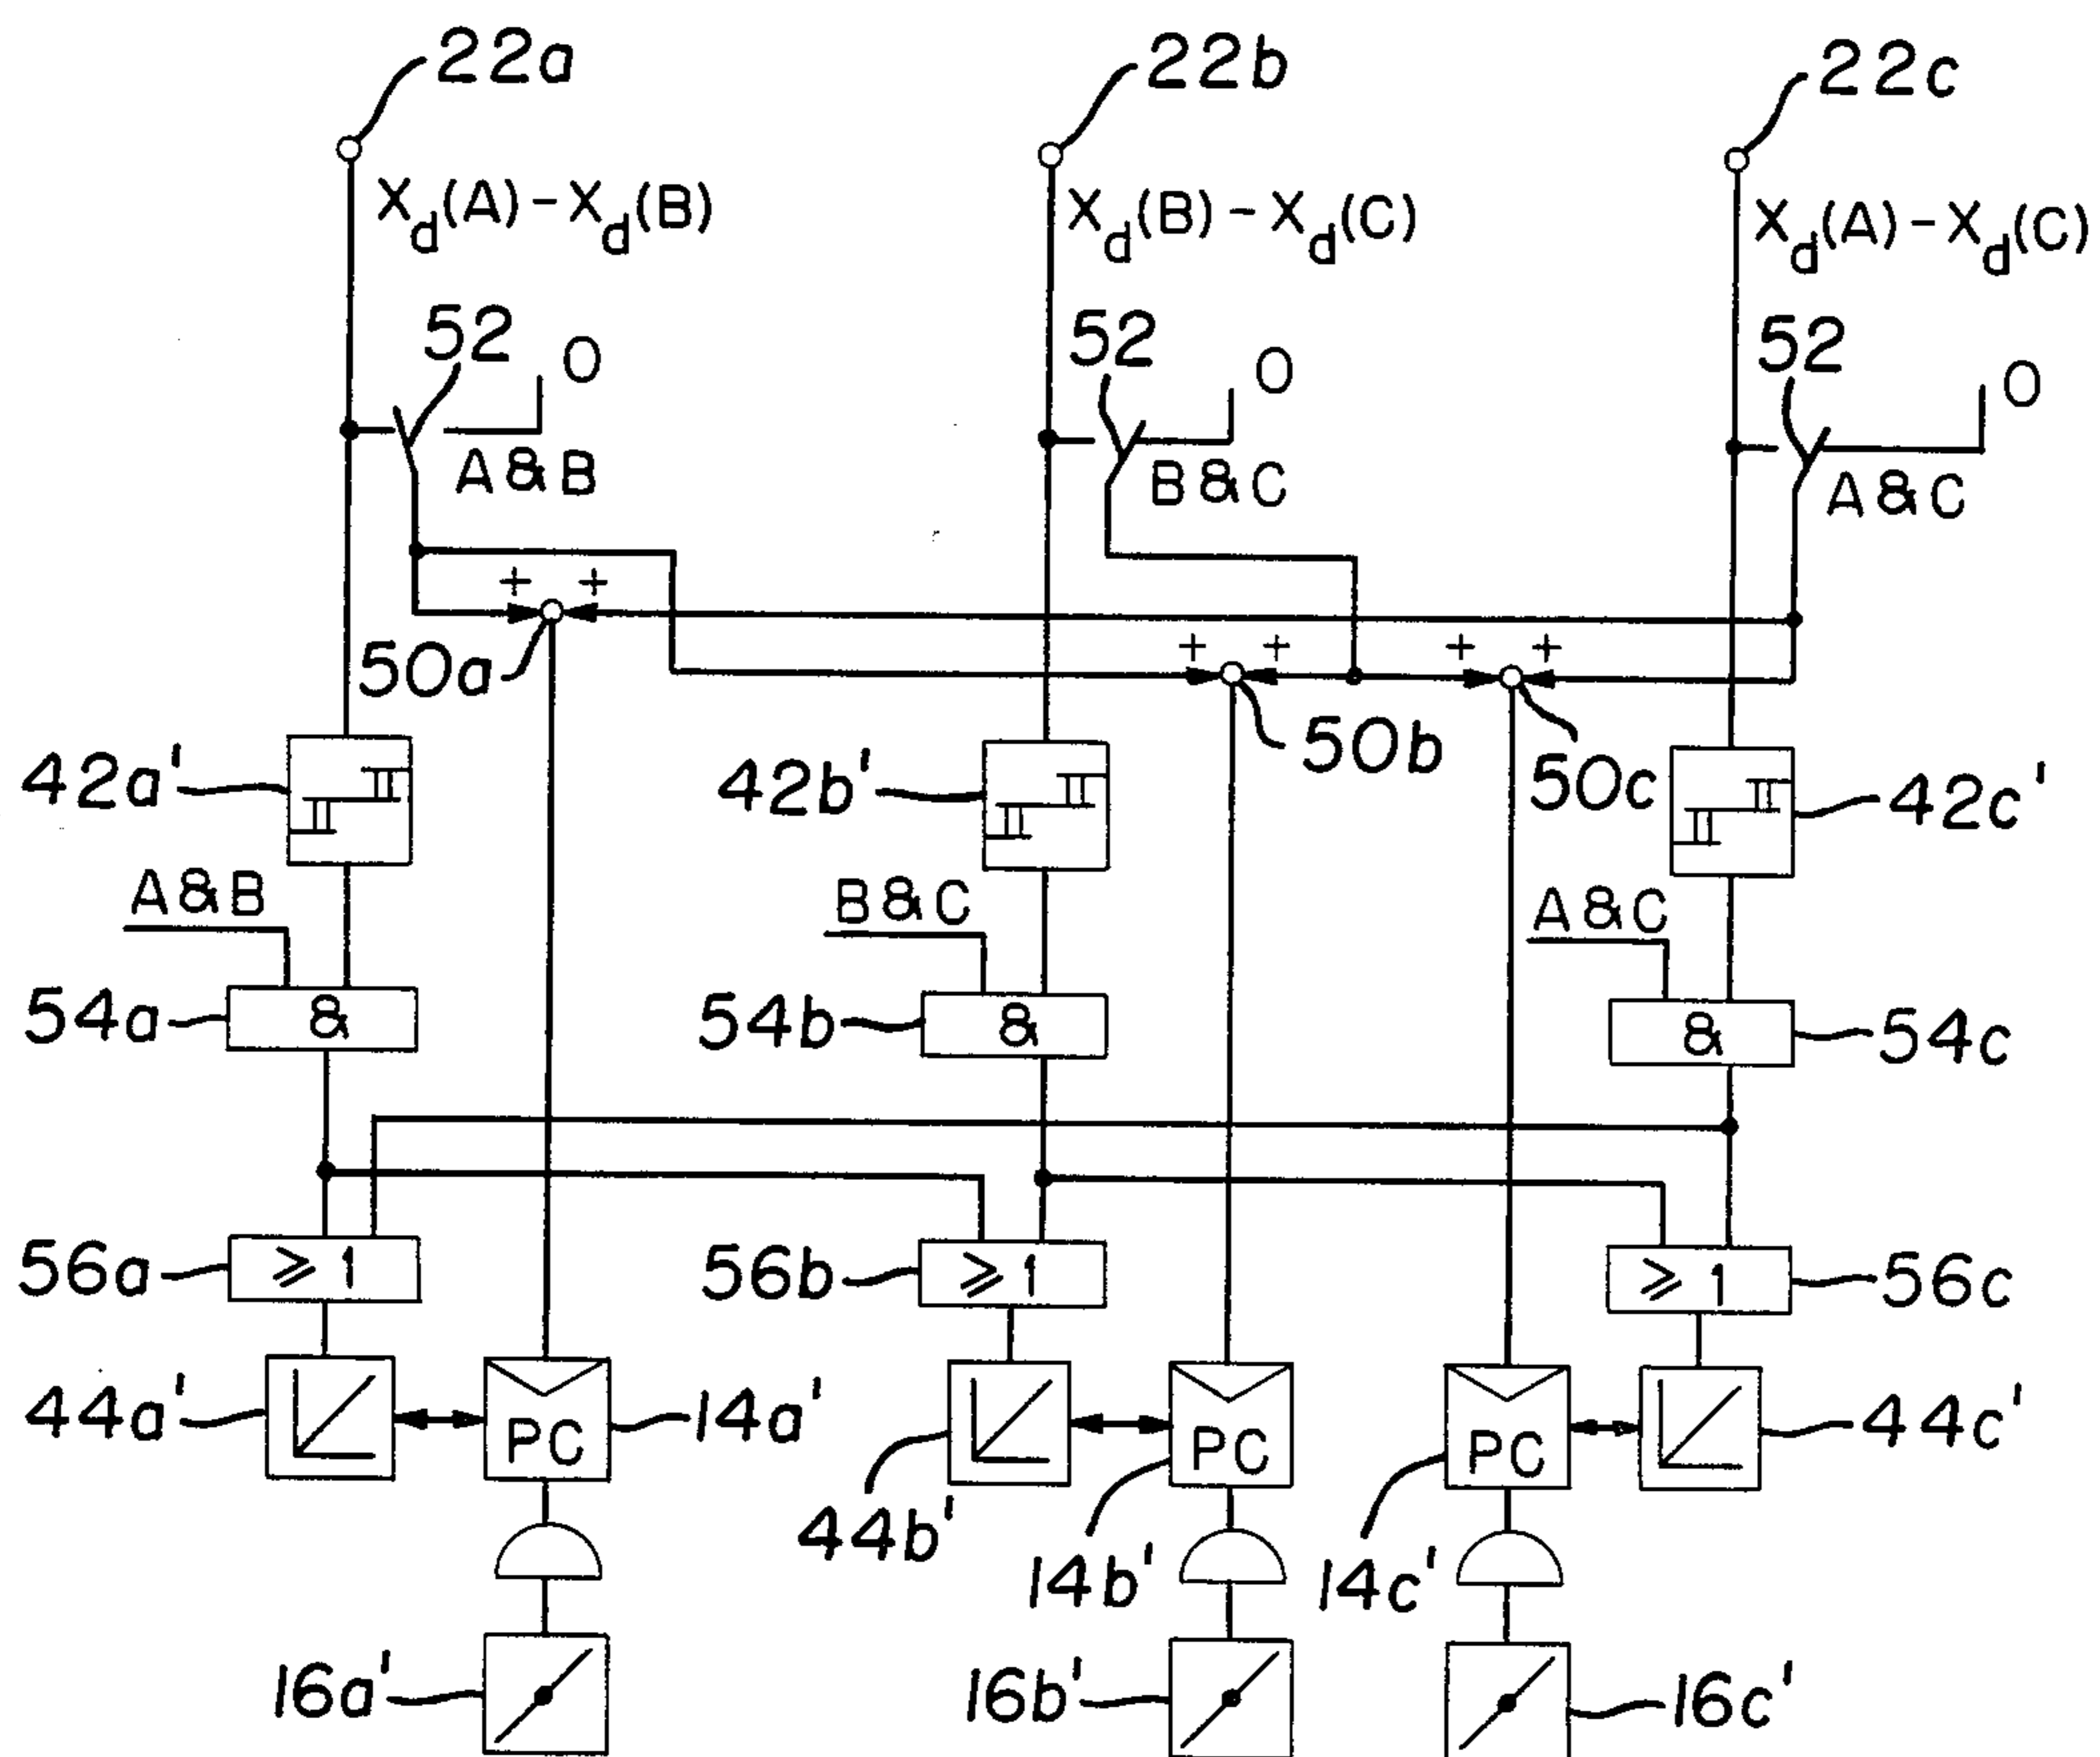 22a 22b 22c
Xd(A)-Xd(B) Xd(B)-Xd(C) Xd(A)-Xd(C)
52 0 52 0 52 0
A&B B&C A&C
+ + + + + +
50a 50b 50c
42a' 42b' 42c'
A&B B&C A&C
54a & 54b & & 54c
56a ⩾1 56b ⩾1 ⩾1 56c
44a' PC 14a' 44b' PC 14b' 14c' PC 44c'
16a' 16b' 16c'